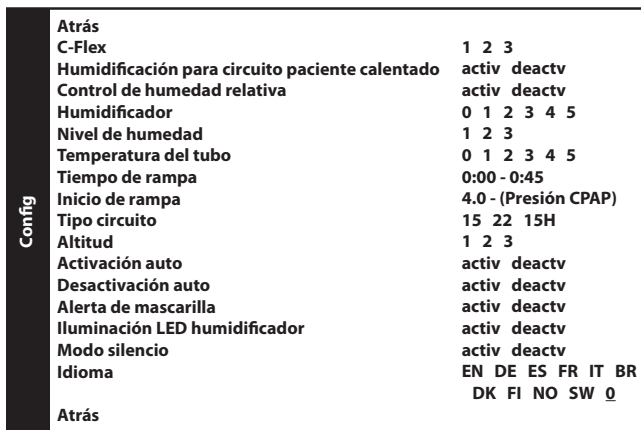 Config
Atrás
C-Flex 1 2 3
Humidificación para circuito paciente calentado activ deactv
Control de humedad relativa activ deactv
Humidificador 0 1 2 3 4 5
Nivel de humedad 1 2 3
Temperatura del tubo 0 1 2 3 4 5
Tiempo de rampa 0:00 - 0:45
Inicio de rampa 4.0 - (Presión CPAP)
Tipo circuito 15 22 15H
Altitud 1 2 3
Activación auto activ deactv
Desactivación auto activ deactv
Alerta de mascarilla activ deactv
Iluminación LED humidificador activ deactv
Modo silencio activ deactv
Idioma EN DE ES FR IT BR
DK FI NO SW 0
Atrás